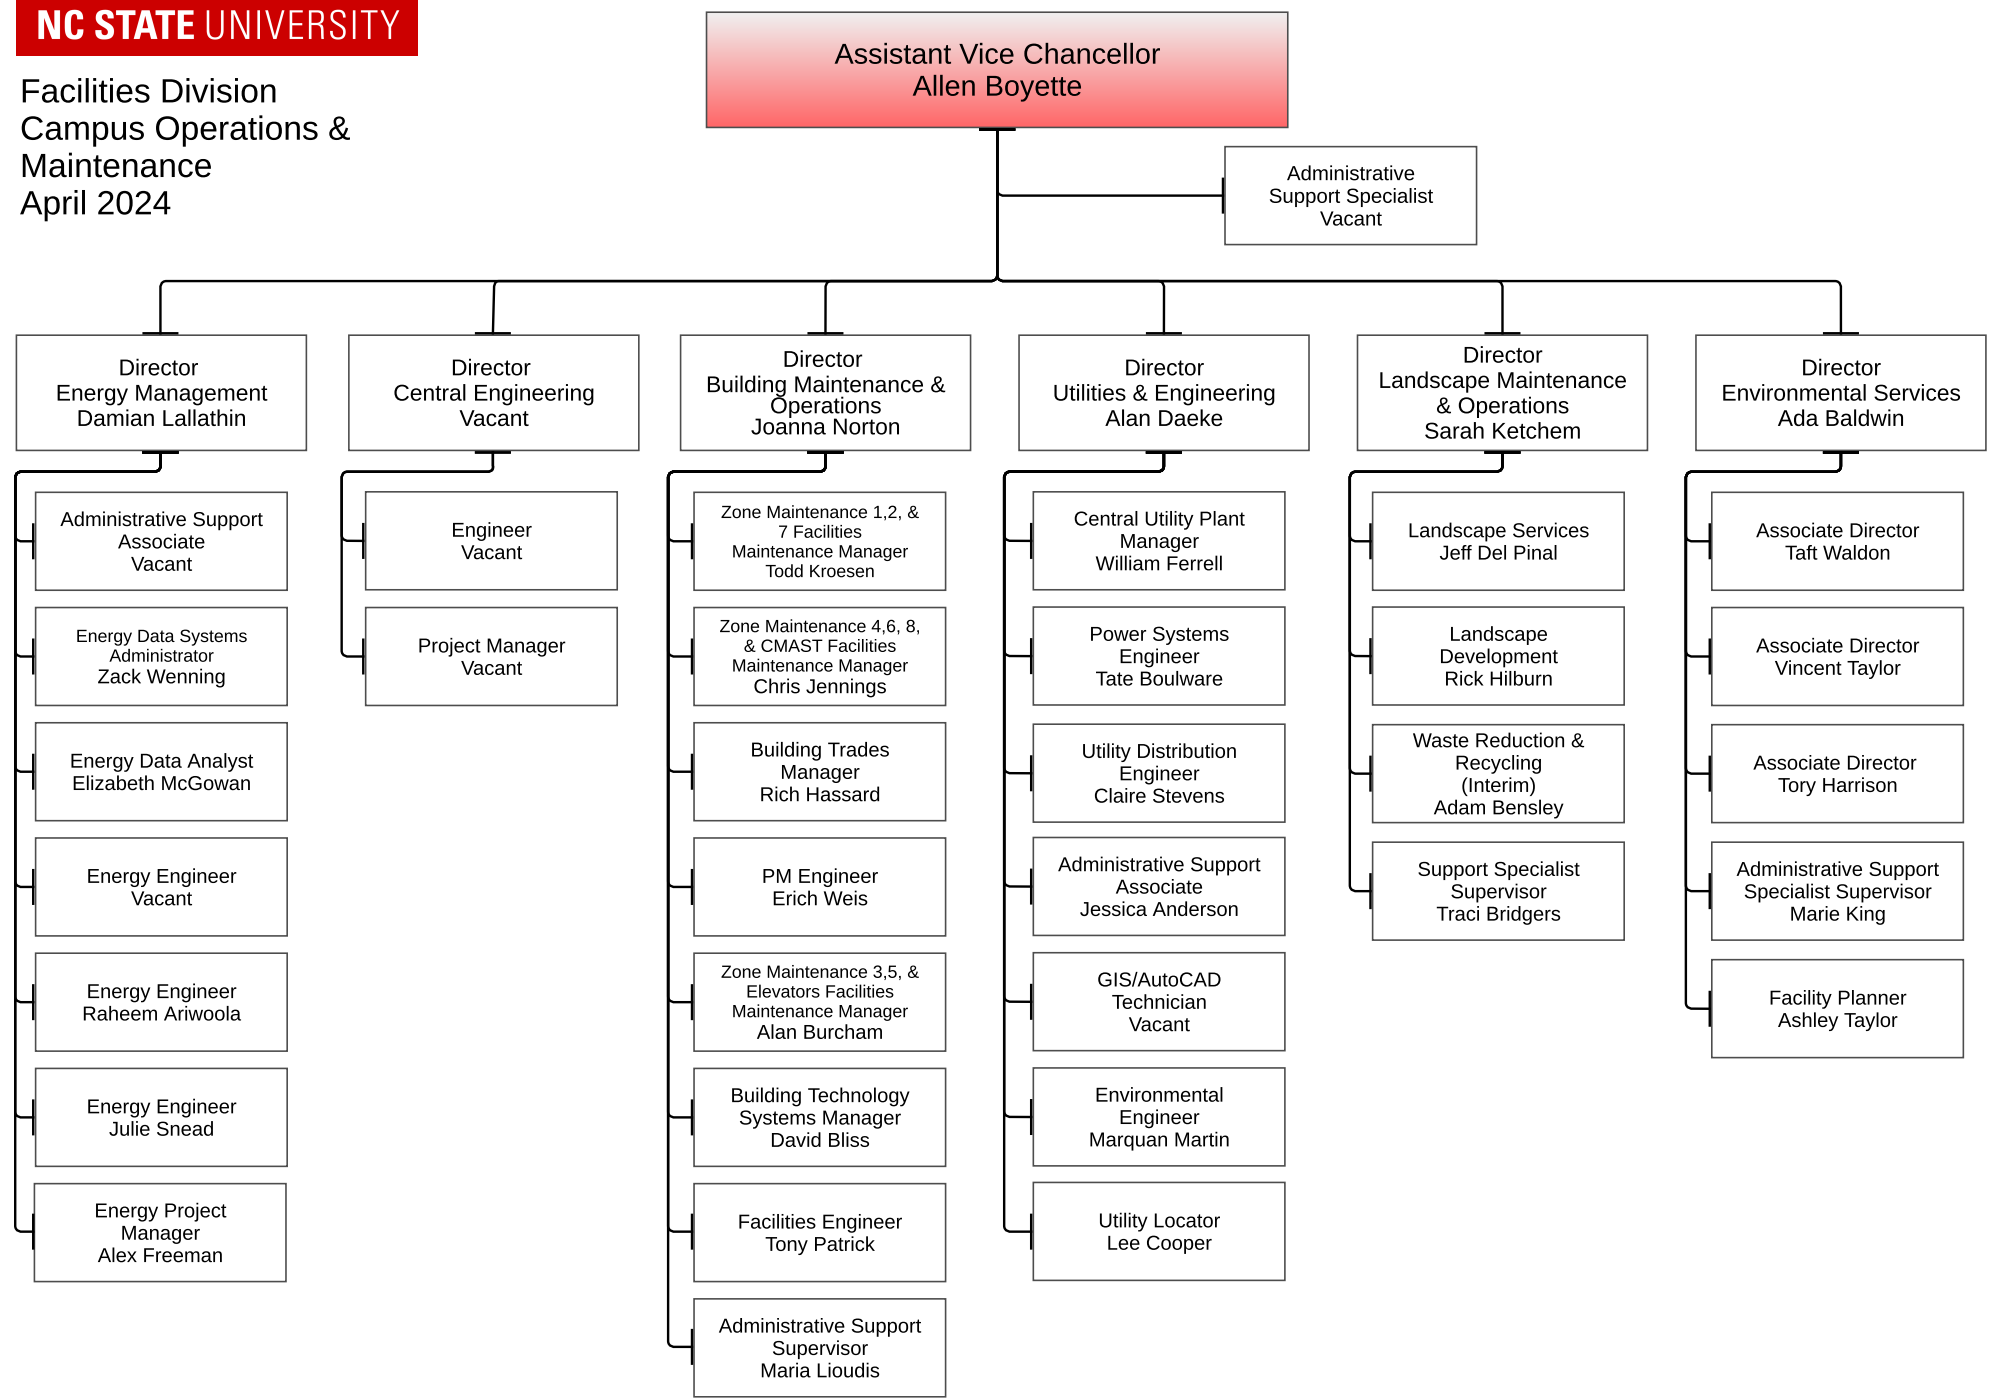 NC STATE UNIVERSITY
Facilities Division
Campus Operations &
Maintenance
April 2024
Assistant Vice Chancellor
Allen Boyette
Administrative
Support Specialist
Vacant
Director
Energy Management
Damian Lallathin
Director
Central Engineering
Vacant
Director
Building Maintenance &
Operations
Joanna Norton
Director
Utilities & Engineering
Alan Daeke
Director
Landscape Maintenance
& Operations
Sarah Ketchem
Director
Environmental Services
Ada Baldwin
Administrative Support
Associate
Vacant
Energy Data Systems
Administrator
Zack Wenning
Energy Data Analyst
Elizabeth McGowan
Energy Engineer
Vacant
Energy Engineer
Raheem Ariwoola
Energy Engineer
Julie Snead
Energy Project
Manager
Alex Freeman
Engineer
Vacant
Project Manager
Vacant
Zone Maintenance 1,2, &
7 Facilities
Maintenance Manager
Todd Kroesen
Zone Maintenance 4,6, 8,
& CMAST Facilities
Maintenance Manager
Chris Jennings
Building Trades
Manager
Rich Hassard
PM Engineer
Erich Weis
Zone Maintenance 3,5, &
Elevators Facilities
Maintenance Manager
Alan Burcham
Building Technology
Systems Manager
David Bliss
Facilities Engineer
Tony Patrick
Administrative Support
Supervisor
Maria Lioudis
Central Utility Plant
Manager
William Ferrell
Power Systems
Engineer
Tate Boulware
Utility Distribution
Engineer
Claire Stevens
Administrative Support
Associate
Jessica Anderson
GIS/AutoCAD
Technician
Vacant
Environmental
Engineer
Marquan Martin
Utility Locator
Lee Cooper
Landscape Services
Jeff Del Pinal
Landscape
Development
Rick Hilburn
Waste Reduction &
Recycling
(Interim)
Adam Bensley
Support Specialist
Supervisor
Traci Bridgers
Associate Director
Taft Waldon
Associate Director
Vincent Taylor
Associate Director
Tory Harrison
Administrative Support
Specialist Supervisor
Marie King
Facility Planner
Ashley Taylor